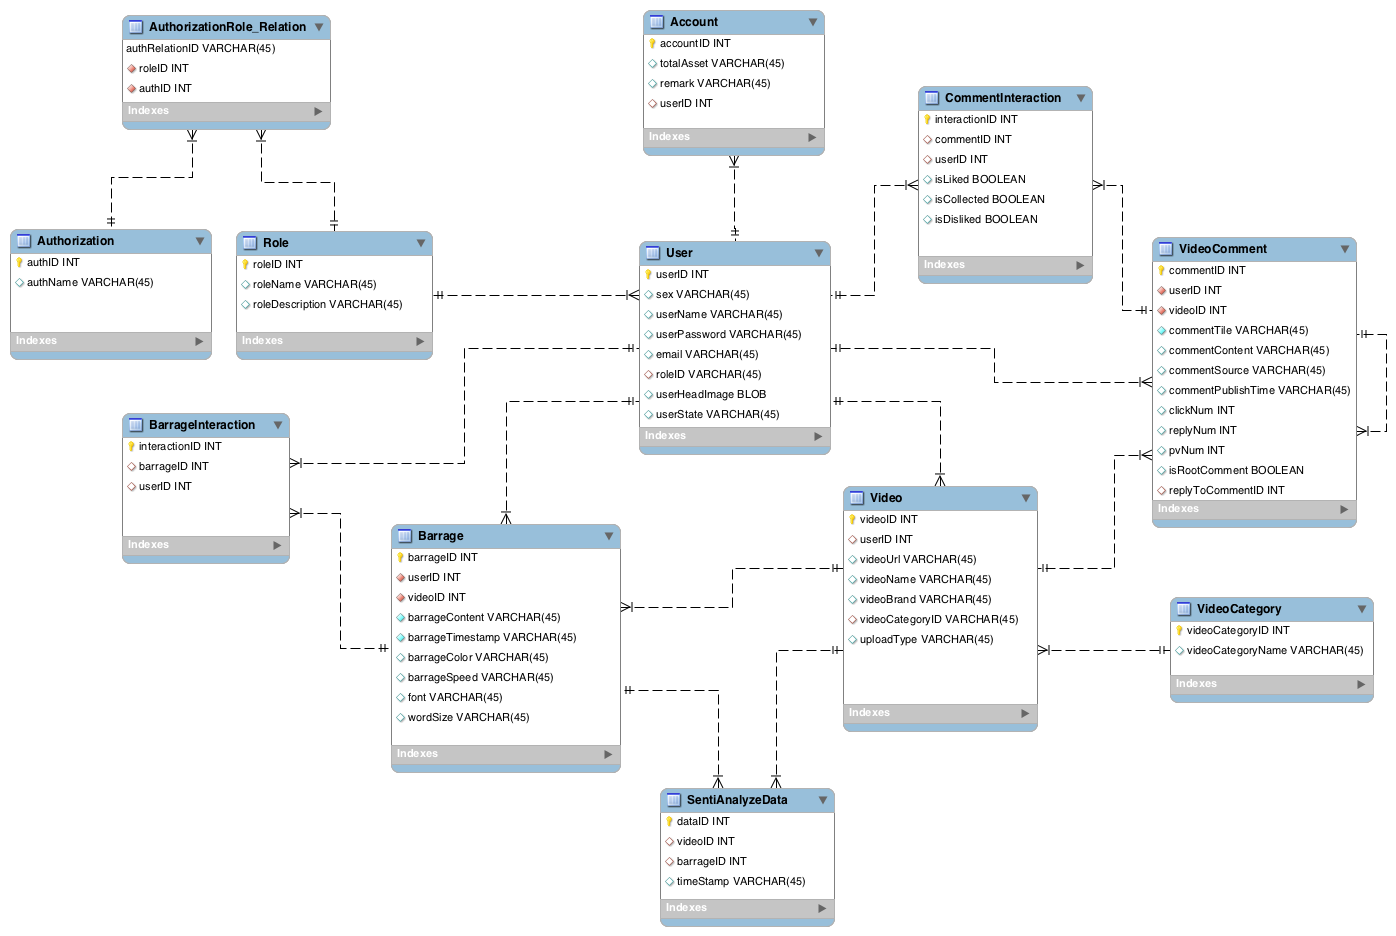 AuthorizationRole_Relation
authRelationID VARCHAR(45)
roleID INT
authID INT
Indexes
Account
accountID INT
totalAsset VARCHAR(45)
remark VARCHAR(45)
userID INT
Indexes
CommentInteraction
interactionID INT
commentID INT
userID INT
isLiked BOOLEAN
isCollected BOOLEAN
isDisliked BOOLEAN
Indexes
Authorization
authID INT
authName VARCHAR(45)
Indexes
Role
roleID INT
roleName VARCHAR(45)
roleDescription VARCHAR(45)
Indexes
User
userID INT
sex VARCHAR(45)
userName VARCHAR(45)
userPassword VARCHAR(45)
email VARCHAR(45)
roleID VARCHAR(45)
userHeadImage BLOB
userState VARCHAR(45)
Indexes
VideoComment
commentID INT
userID INT
videoID INT
commentTile VARCHAR(45)
commentContent VARCHAR(45)
commentSource VARCHAR(45)
commentPublishTime VARCHAR(45)
clickNum INT
replyNum INT
pvNum INT
isRootComment BOOLEAN
replyToCommentID INT
Indexes
BarrageInteraction
interactionID INT
barrageID INT
userID INT
Indexes
Barrage
barrageID INT
userID INT
videoID INT
barrageContent VARCHAR(45)
barrageTimestamp VARCHAR(45)
barrageColor VARCHAR(45)
barrageSpeed VARCHAR(45)
font VARCHAR(45)
wordSize VARCHAR(45)
Indexes
Video
videoID INT
userID INT
videoUrl VARCHAR(45)
videoName VARCHAR(45)
videoBrand VARCHAR(45)
videoCategoryID VARCHAR(45)
uploadType VARCHAR(45)
Indexes
VideoCategory
videoCategoryID INT
videoCategoryName VARCHAR(45)
Indexes
SentiAnalyzeData
dataID INT
videoID INT
barrageID INT
timeStamp VARCHAR(45)
Indexes